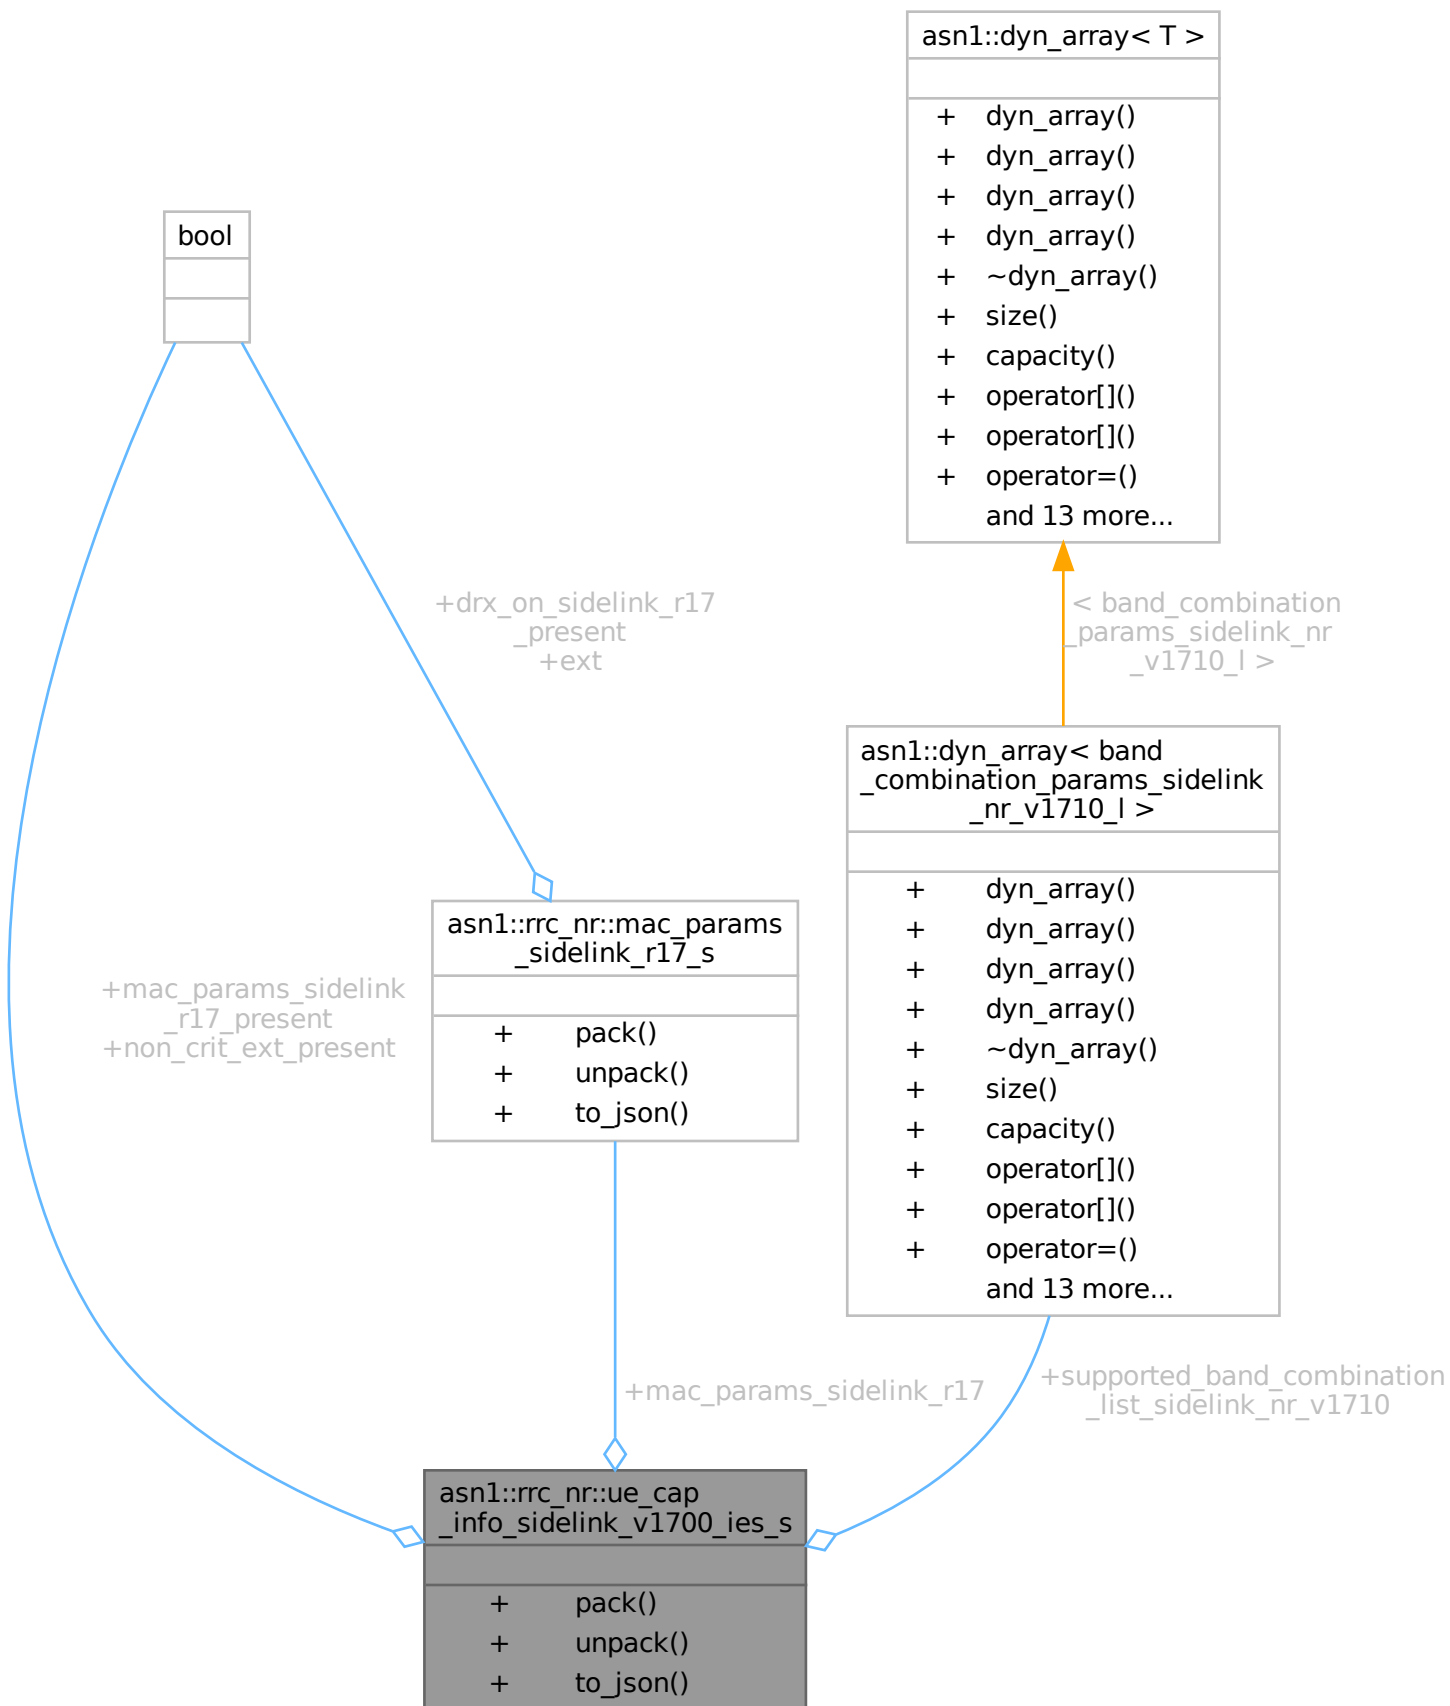 asn1::dyn_array< T >
+ dyn_array()
+ dyn_array()
+ dyn_array()
+ dyn_array()
+ ~dyn_array()
+ size()
+ capacity()
+ operator[]()
+ operator[]()
+ operator=()
and 13 more...
bool
+drx_on_sidelink_r17
_present
+ext
< band_combination
_params_sidelink_nr
_v1710_l >
asn1::dyn_array< band
_combination_params_sidelink
_nr_v1710_l >
+ dyn_array()
+ dyn_array()
+ dyn_array()
+ dyn_array()
+ ~dyn_array()
+ size()
+ capacity()
+ operator[]()
+ operator[]()
+ operator=()
and 13 more...
asn1::rrc_nr::mac_params
_sidelink_r17_s
+ pack()
+ unpack()
+ to_json()
+mac_params_sidelink
_r17_present
+non_crit_ext_present
+mac_params_sidelink_r17
+supported_band_combination
_list_sidelink_nr_v1710
asn1::rrc_nr::ue_cap
_info_sidelink_v1700_ies_s
+ pack()
+ unpack()
+ to_json()